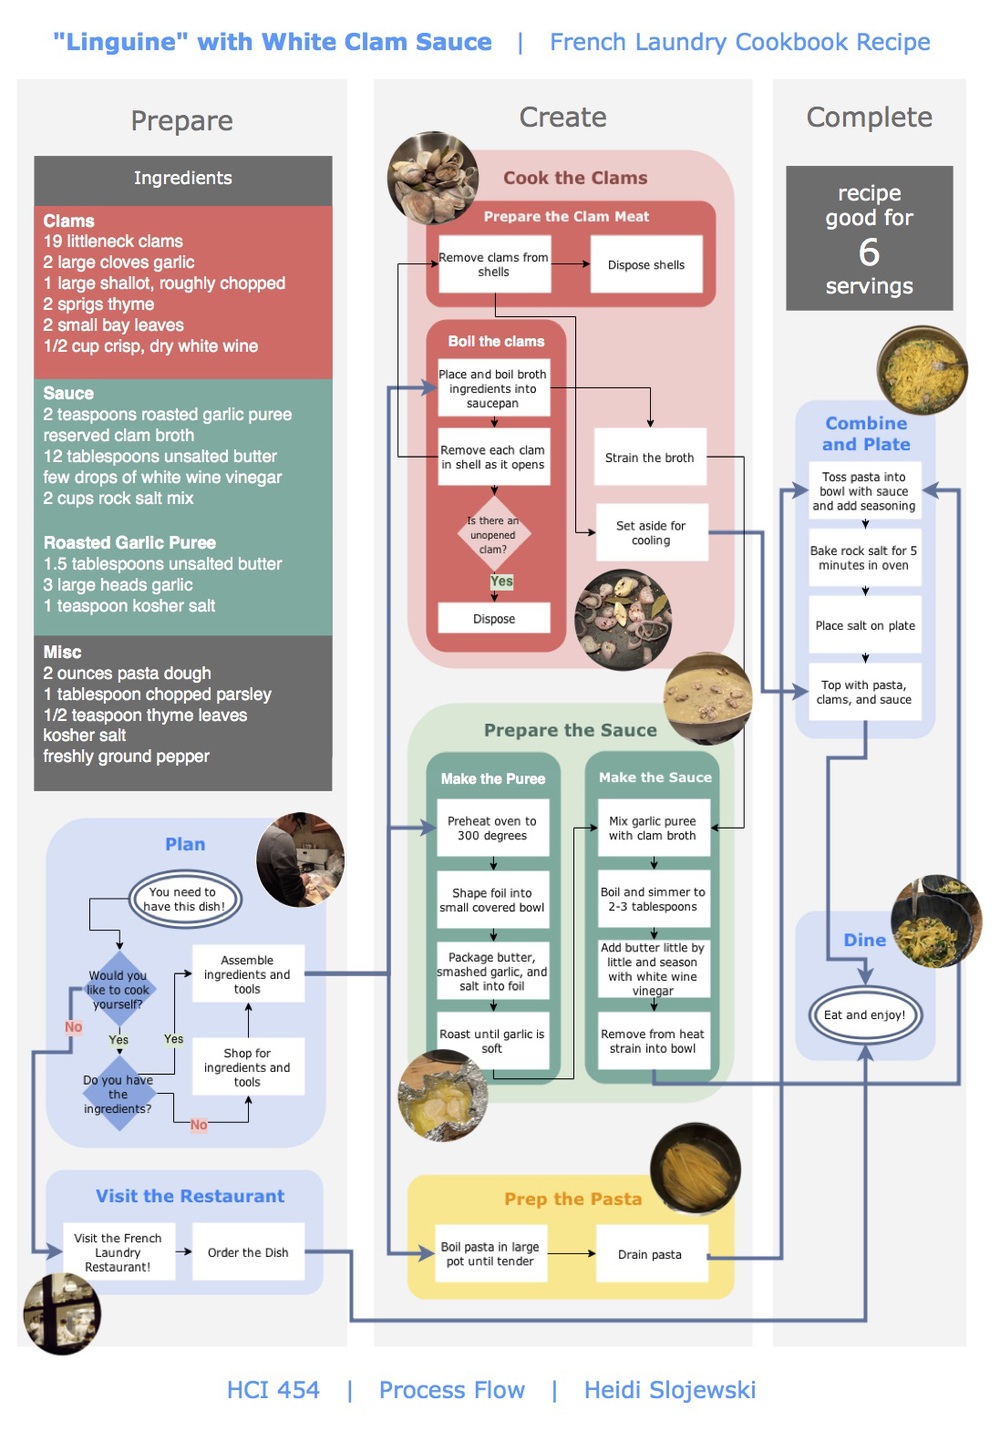 "Linguine" with White Clam Sauce | French Laundry Cookbook Recipe
Prepare
Ingredients
Clams
19 littleneck clams
2 large cloves garlic
1 large shallot, roughly chopped
2 sprigs thyme
2 small bay leaves
1/2 cup crisp, dry white wine
Sauce
2 teaspoons roasted garlic puree
reserved clam broth
12 tablespoons unsalted butter
few drops of white wine vinegar
2 cups rock salt mix
Roasted Garlic Puree
1.5 tablespoons unsalted butter
3 large heads garlic
1 teaspoon kosher salt
Misc
2 ounces pasta dough
1 tablespoon chopped parsley
1/2 teaspoon thyme leaves
kosher salt
freshly ground pepper
Plan
You need to
have this dish!
Would you
like to cook
yourself?
No
Yes
Do you have
the
ingredients?
Yes
No
Assemble
ingredients and
tools
Shop for
ingredients and
tools
Visit the Restaurant
Visit the French
Laundry
Restaurant!
Order the Dish
Create
Cook the Clams
Prepare the Clam Meat
Remove clams from
shells
Dispose shells
Boil the clams
Place and boil broth
ingredients into
saucepan
Remove each clam
in shell as it opens
Is there an
unopened
clam?
Yes
Dispose
Strain the broth
Set aside for
cooling
Prepare the Sauce
Make the Puree
Preheat oven to
300 degrees
Shape foil into
small covered bowl
Package butter,
smashed garlic, and
salt into foil
Roast until garlic is
soft
Make the Sauce
Mix garlic puree
with clam broth
Boil and simmer to
2-3 tablespoons
Add butter little by
little and season
with white wine
vinegar
Remove from heat
strain into bowl
Prep the Pasta
Boil pasta in large
pot until tender
Drain pasta
Complete
recipe
good for
6
servings
Combine
and Plate
Toss pasta into
bowl with sauce
and add seasoning
Bake rock salt for 5
minutes in oven
Place salt on plate
Top with pasta,
clams, and sauce
Dine
Eat and enjoy!
HCI 454 | Process Flow | Heidi Slojewski